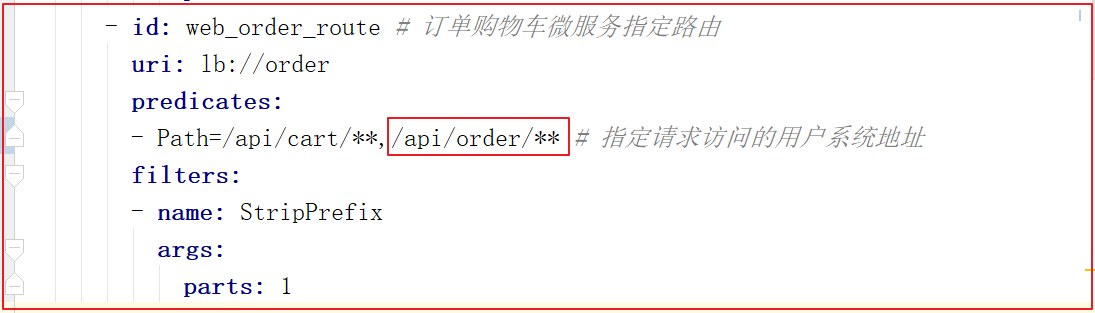 - id: web_order_route # 订单购物车微服务指定路由
uri: lb://order
predicates:
- Path=/api/cart/**,/api/order/** # 指定请求访问的用户系统地址
filters:
- name: StripPrefix
args:
parts: 1